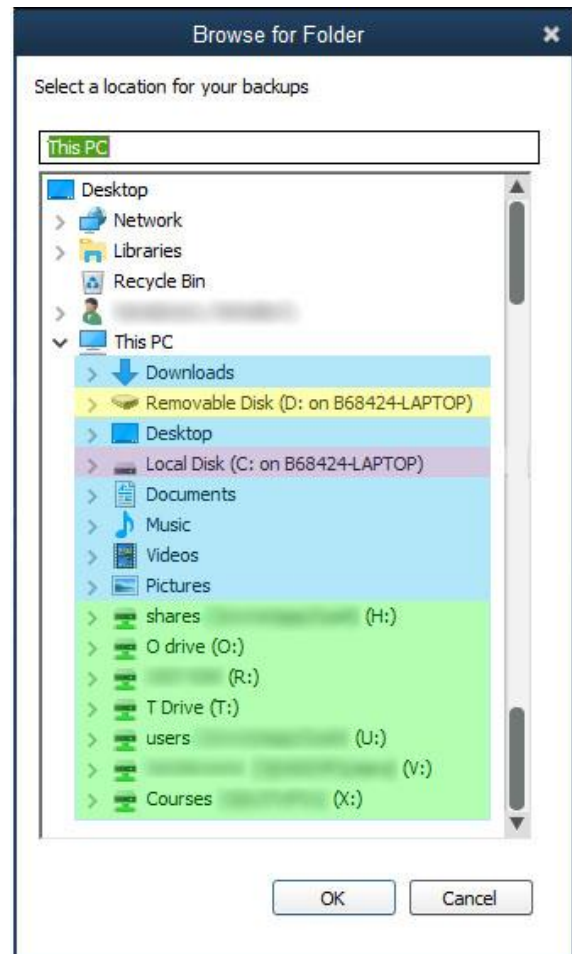 Browse for Folder
Select a location for your backups
This PC
Desktop
Network
Libraries
Recycle Bin
This PC
Downloads
Removable Disk (D: on B68424-LAPTOP)
Desktop
Local Disk (C: on B68424-LAPTOP)
Documents
Music
Videos
Pictures
shares (H:)
O drive (O:)
(R:)
T Drive (T:)
users (U:)
(V:)
Courses (X:)
OK Cancel